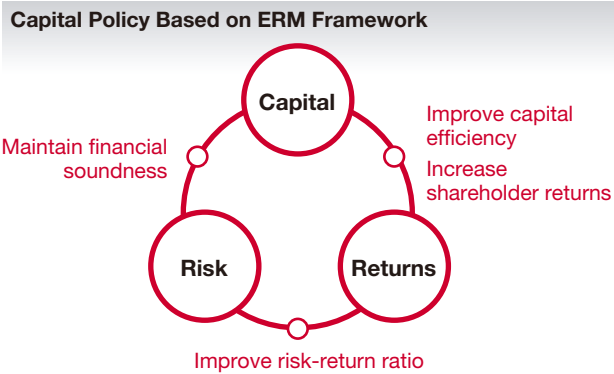 Capital Policy Based on ERM Framework
Capital
Maintain financial
soundness
Improve capital
efficiency
Increase
shareholder returns
Risk
Returns
Improve risk-return ratio